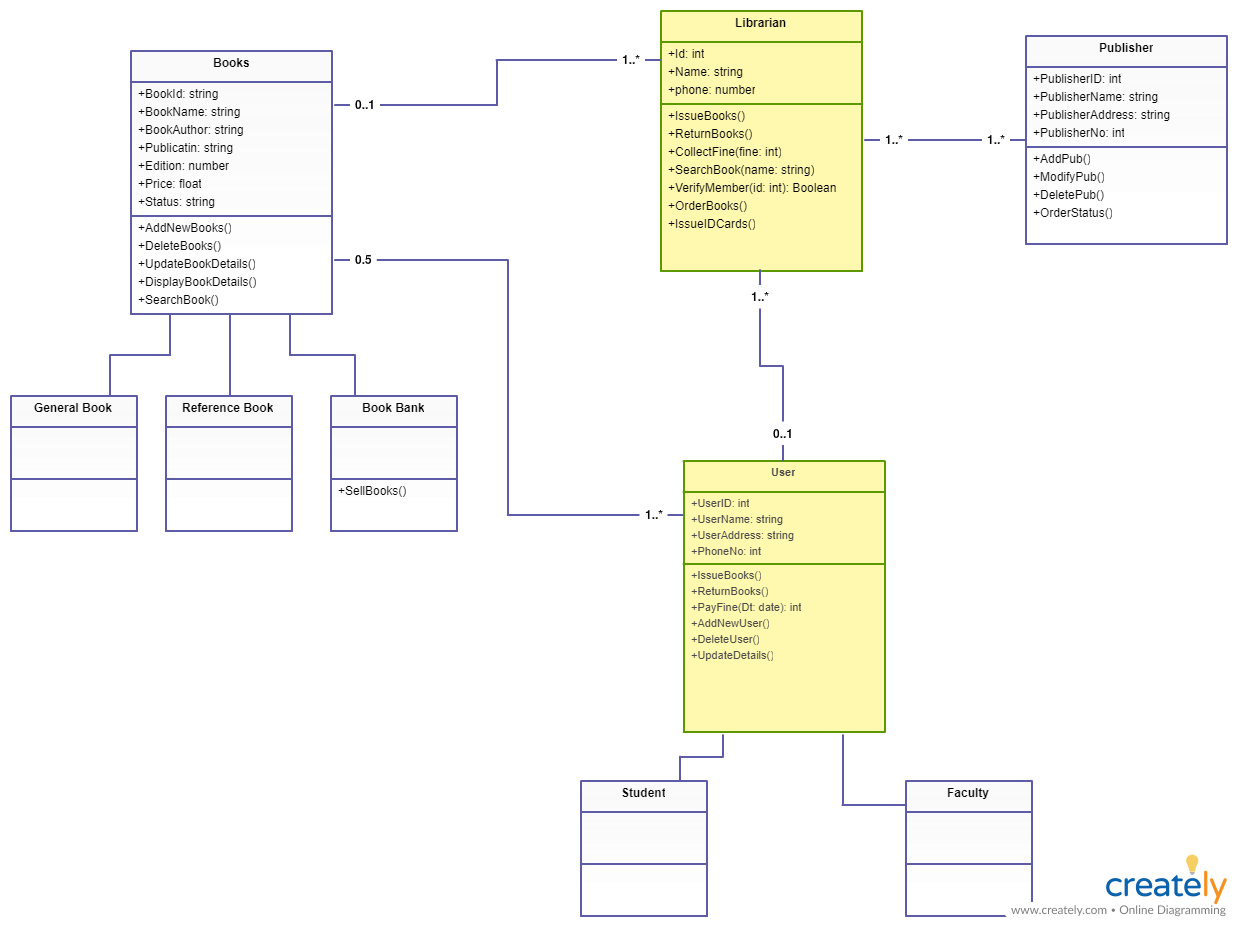 Books
+BookId: string
+BookName: string
+BookAuthor: string
+Publicatin: string
+Edition: number
+Price: float
+Status: string
+AddNewBooks()
+DeleteBooks()
+UpdateBookDetails()
+DisplayBookDetails()
+SearchBook()
0..1
1..*
Librarian
+Id: int
+Name: string
+phone: number
+IssueBooks()
+ReturnBooks()
+CollectFine(fine: int)
+SearchBook(name: string)
+VerifyMember(id: int): Boolean
+OrderBooks()
+IssueIDCards()
1..*
1..*
Publisher
+PublisherID: int
+PublisherName: string
+PublisherAddress: string
+PublisherNo: int
+AddPub()
+ModifyPub()
+DeletePub()
+OrderStatus()
0.5
1..*
1..*
0..1
General Book
Reference Book
Book Bank
+SellBooks()
User
+UserID: int
+UserName: string
+UserAddress: string
+PhoneNo: int
+IssueBooks()
+ReturnBooks()
+PayFine(Dt: date): int
+AddNewUser()
+DeleteUser()
+UpdateDetails()
Student
Faculty
creately
www.creately.com • Online Diagramming